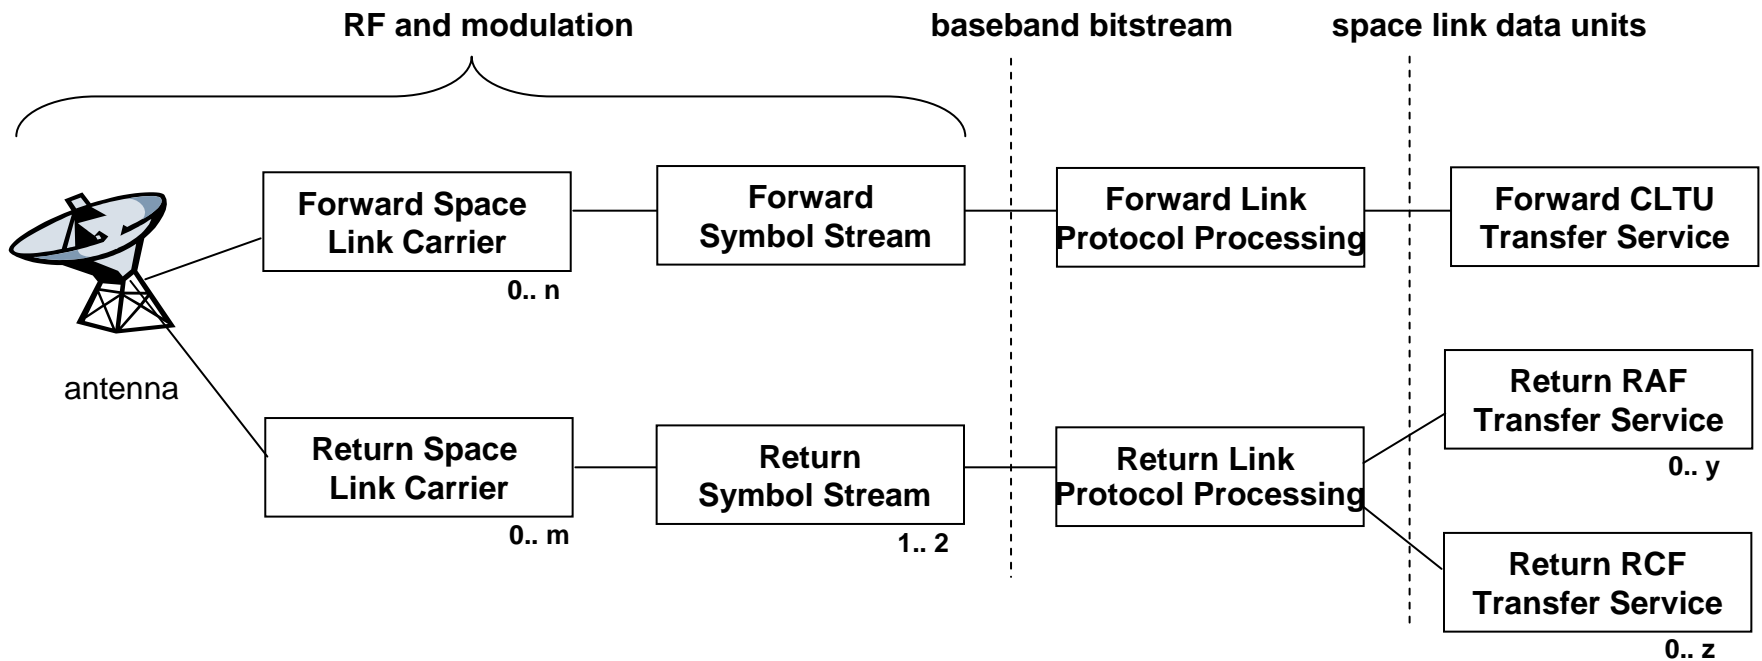 RF and modulation
baseband bitstream
space link data units
Forward Space
Link Carrier
0.. n
Forward
Symbol Stream
Forward Link
Protocol Processing
Forward CLTU
Transfer Service
antenna
Return Space
Link Carrier
0.. m
Return
Symbol Stream
1.. 2
Return Link
Protocol Processing
Return RAF
Transfer Service
0.. y
Return RCF
Transfer Service
0.. z